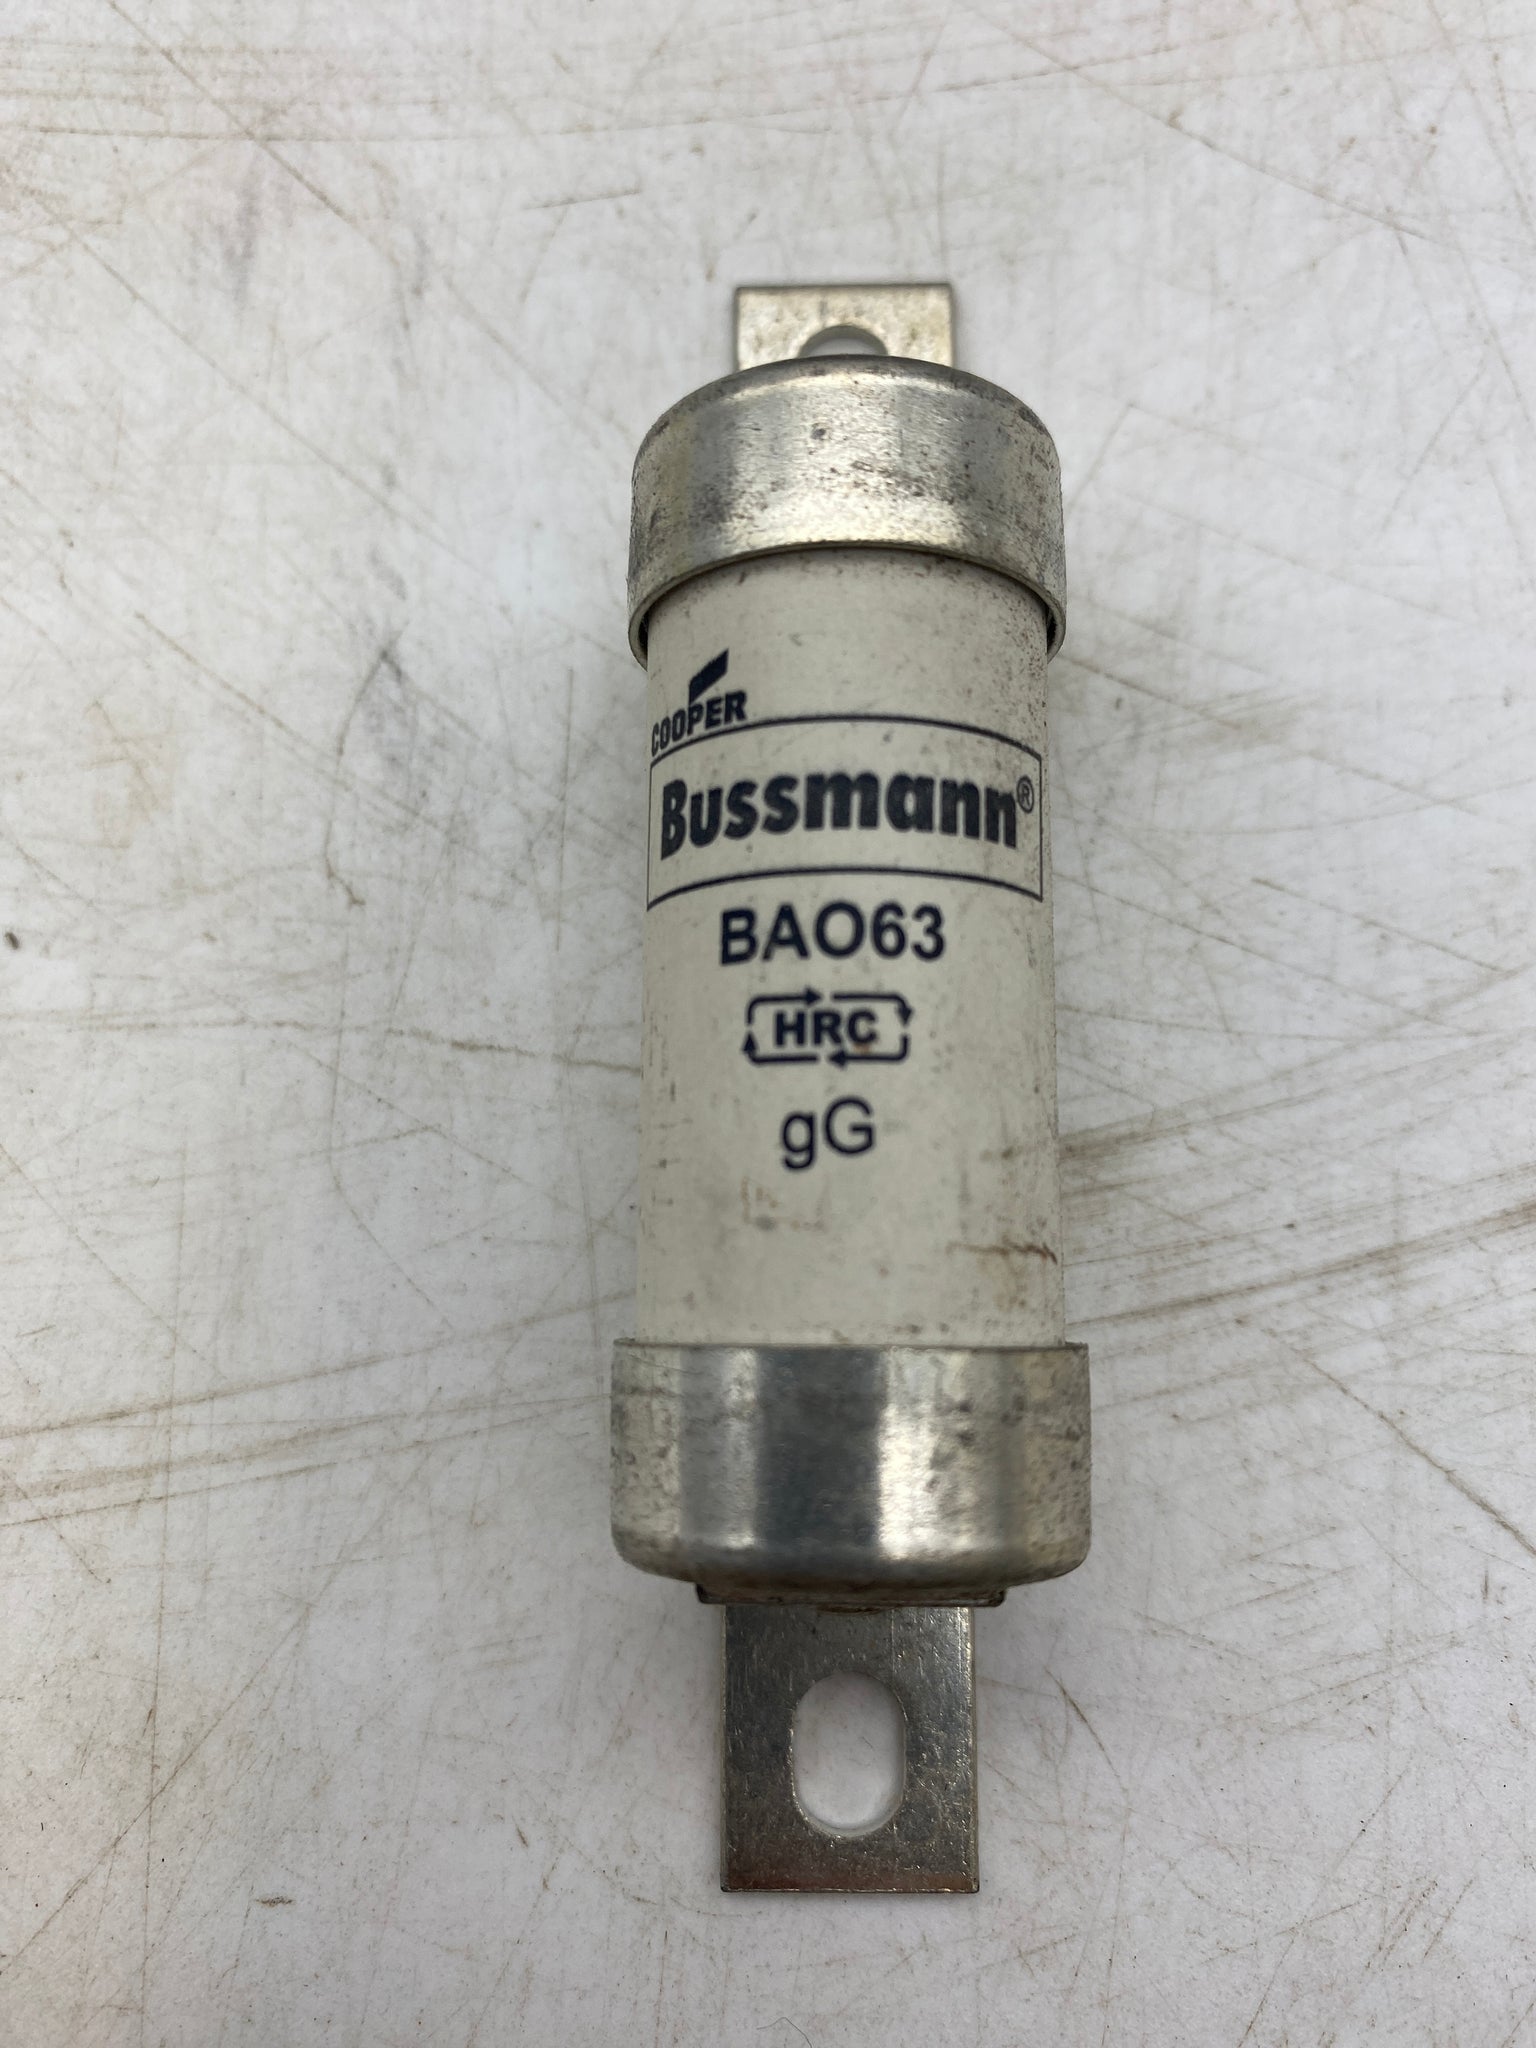 COOPER
Bussmann®
BAO63
HRC
gG